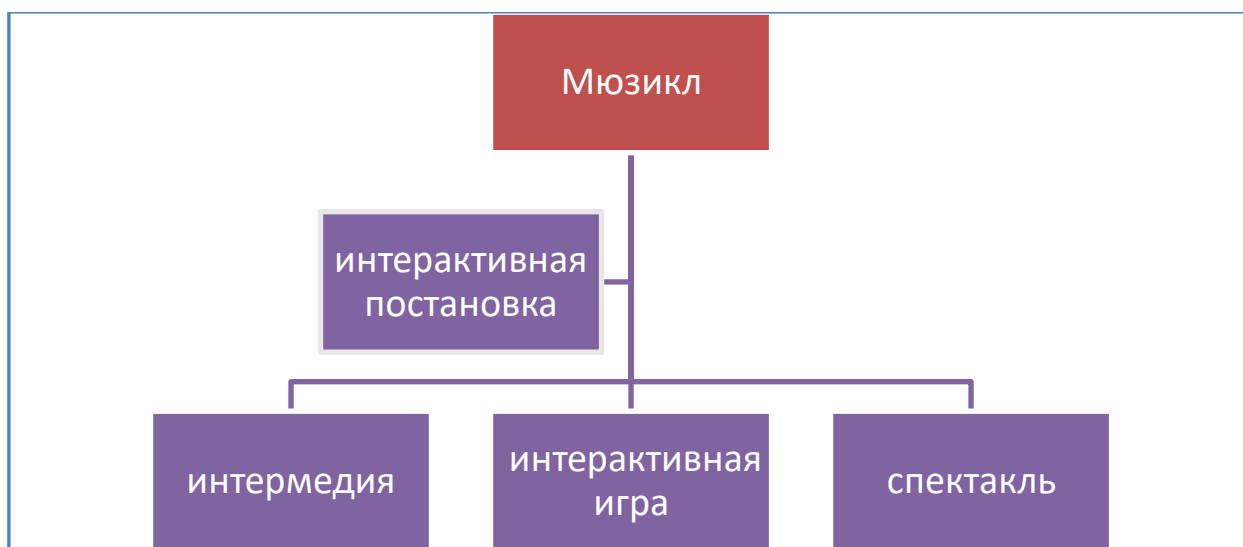 Мюзикл
интерактивная
постановка
интермедия
интерактивная
игра
спектакль